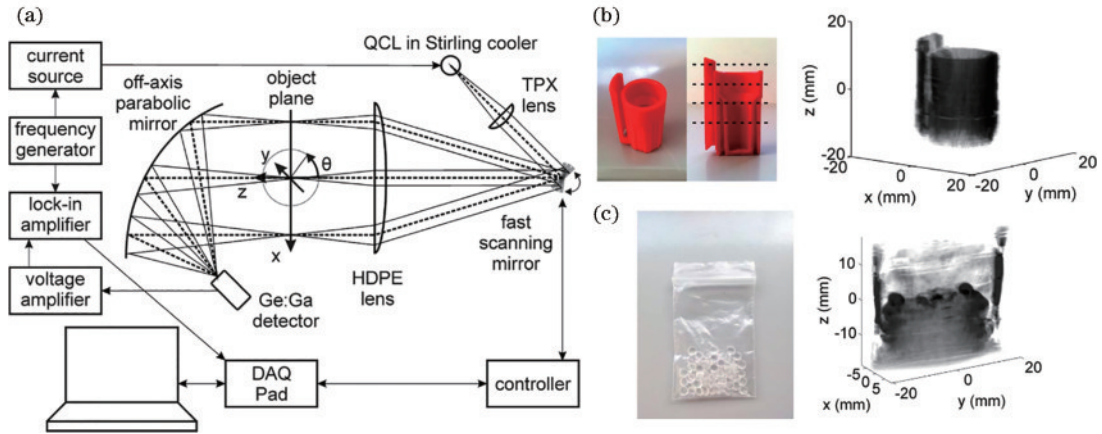 (a)
current
source
QCL in Stirling cooler
off-axis
parabolic
mirror
object
plane
TPX
lens
frequency
generator
y
θ
z
x
lock-in
amplifier
fast
scanning
mirror
HDPE
lens
voltage
amplifier
Ge:Ga
detector
DAQ
Pad
controller
(b)
z (mm)
20
0
-20
0
20
-20
0
20
x (mm)
y (mm)
(c)
z (mm)
10
0
-10
-5
0
5
-20
0
20
x (mm)
y (mm)